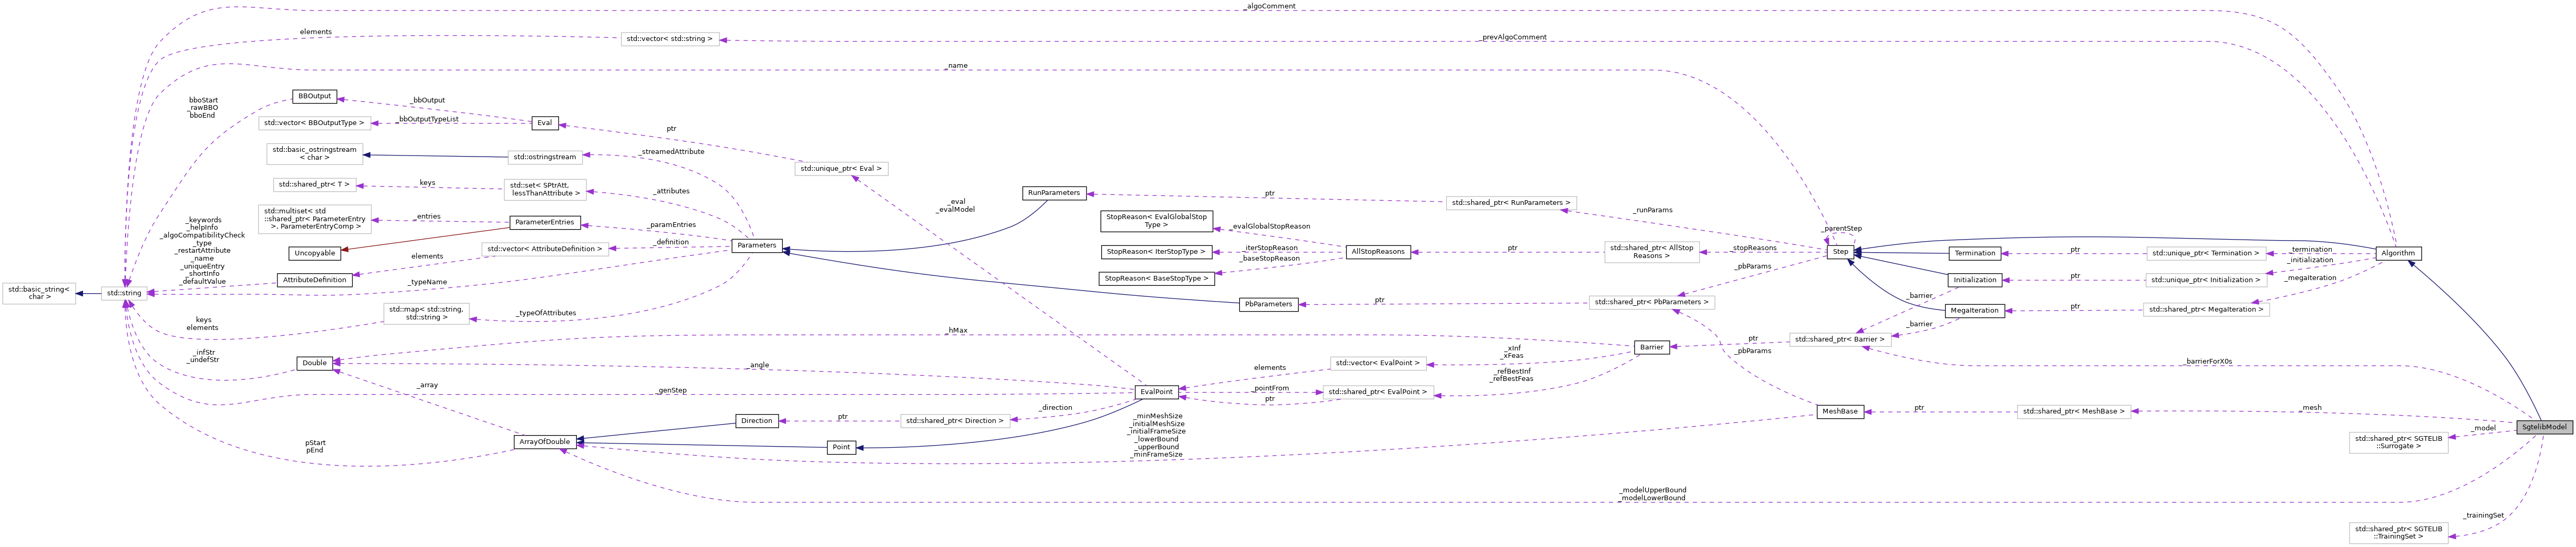 _algoComment
elements
std::vector< std::string >
_prevAlgoComment
_name
bboStart
_rawBBO
bboEnd
BBOutput
_bbOutput
std::vector< BBOutputType >
_bbOutputTypeList
Eval
ptr
std::unique_ptr< Eval >
std::basic_ostringstream
< char >
std::ostringstream
_streamedAttribute
std::shared_ptr< T >
keys
std::set< SPtrAtt,
lessThanAttribute >
_attributes
_eval
_evalModel
RunParameters
_ptr
std::shared_ptr< RunParameters >
_runParams
std::multiset< std
::shared_ptr< ParameterEntry
>, ParameterEntryComp >
_entries
ParameterEntries
_paramEntries
StopReason< EvalGlobalStop
Type >
_evalGlobalStopReason
_parentStep
_keywords
_helpInfo
_algoCompatibilityCheck
_type
_restartAttribute
_name
_uniqueEntry
_shortInfo
_defaultValue
Uncopyable
std::vector< AttributeDefinition >
_definition
Parameters
StopReason< IterStopType >
_iterStopReason
_baseStopReason
AllStopReasons
ptr
std::shared_ptr< AllStop
Reasons >
_stopReasons
Step
Termination
ptr
std::unique_ptr< Termination >
_termination
_initialization
Algorithm
elements
AttributeDefinition
_typeName
StopReason< BaseStopType >
_pbParams
Initialization
ptr
std::unique_ptr< Initialization >
_megaIteration
std::basic_string<
char >
std::string
PbParameters
ptr
std::shared_ptr< PbParameters >
_barrier
MegaIteration
ptr
std::shared_ptr< MegaIteration >
keys
elements
std::map< std::string,
std::string >
_typeOfAttributes
_hMax
_barrier
_infStr
_undefStr
Double
_angle
_xInf
_xFeas
Barrier
ptr
std::shared_ptr< Barrier >
_pbParams
_barrierForX0s
elements
std::vector< EvalPoint >
_refBestInf
_refBestFeas
_array
_genStep
EvalPoint
_pointFrom
ptr
std::shared_ptr< EvalPoint >
_direction
Direction
ptr
std::shared_ptr< Direction >
MeshBase
ptr
std::shared_ptr< MeshBase >
_mesh
_minMeshSize
_initialMeshSize
_initialFrameSize
_lowerBound
_upperBound
_minFrameSize
SgtelibModel
pStart
pEnd
ArrayOfDouble
Point
_model
std::shared_ptr< SGTELIB
::Surrogate >
_modelUpperBound
_modelLowerBound
_trainingSet
std::shared_ptr< SGTELIB
::TrainingSet >